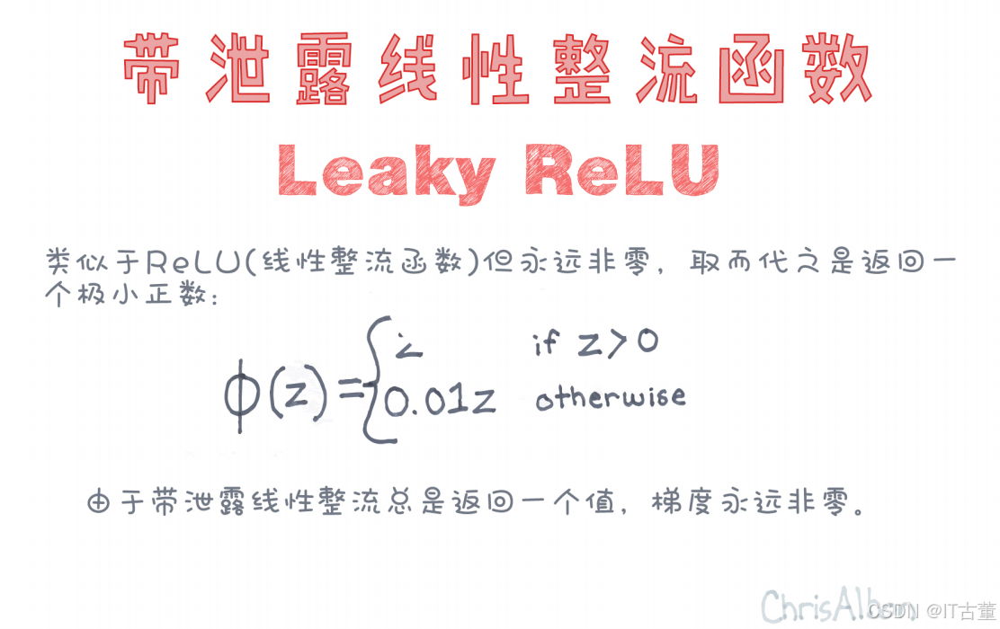 带泄露线性整流函数
Leaky ReLU
类似于ReLU(线性整流函数)但永远非零，取而代之是返回一
个极小正数：
ϕ(z)={z if z>0
0.01z otherwise
由于带泄露线性整流总是返回一个值，梯度永远非零。
CSDN @IT古董